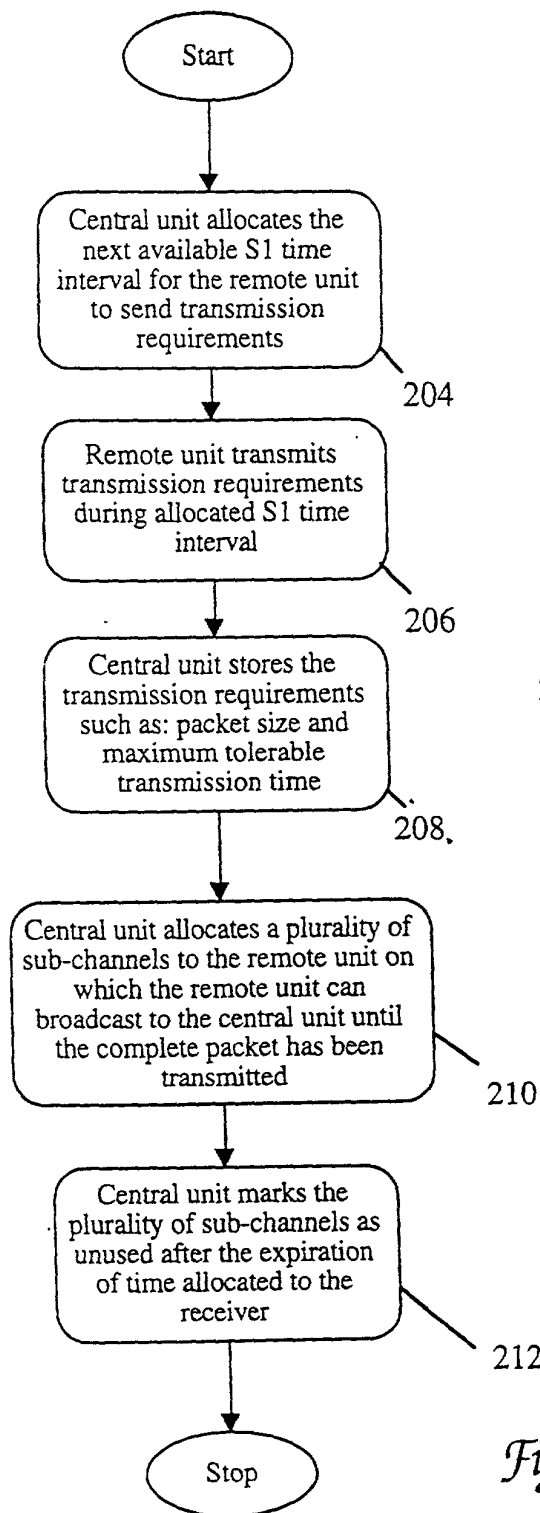 Start
Central unit allocates the
next available S1 time
interval for the remote unit
to send transmission
requirements
204
Remote unit transmits
transmission requirements
during allocated S1 time
interval
206
Central unit stores the
transmission requirements
such as: packet size and
maximum tolerable
transmission time
208
Central unit allocates a plurality of
sub-channels to the remote unit on
which the remote unit can
broadcast to the central unit until
the complete packet has been
transmitted
210
Central unit marks the
plurality of sub-channels as
unused after the expiration
of time allocated to the
receiver
212
Stop